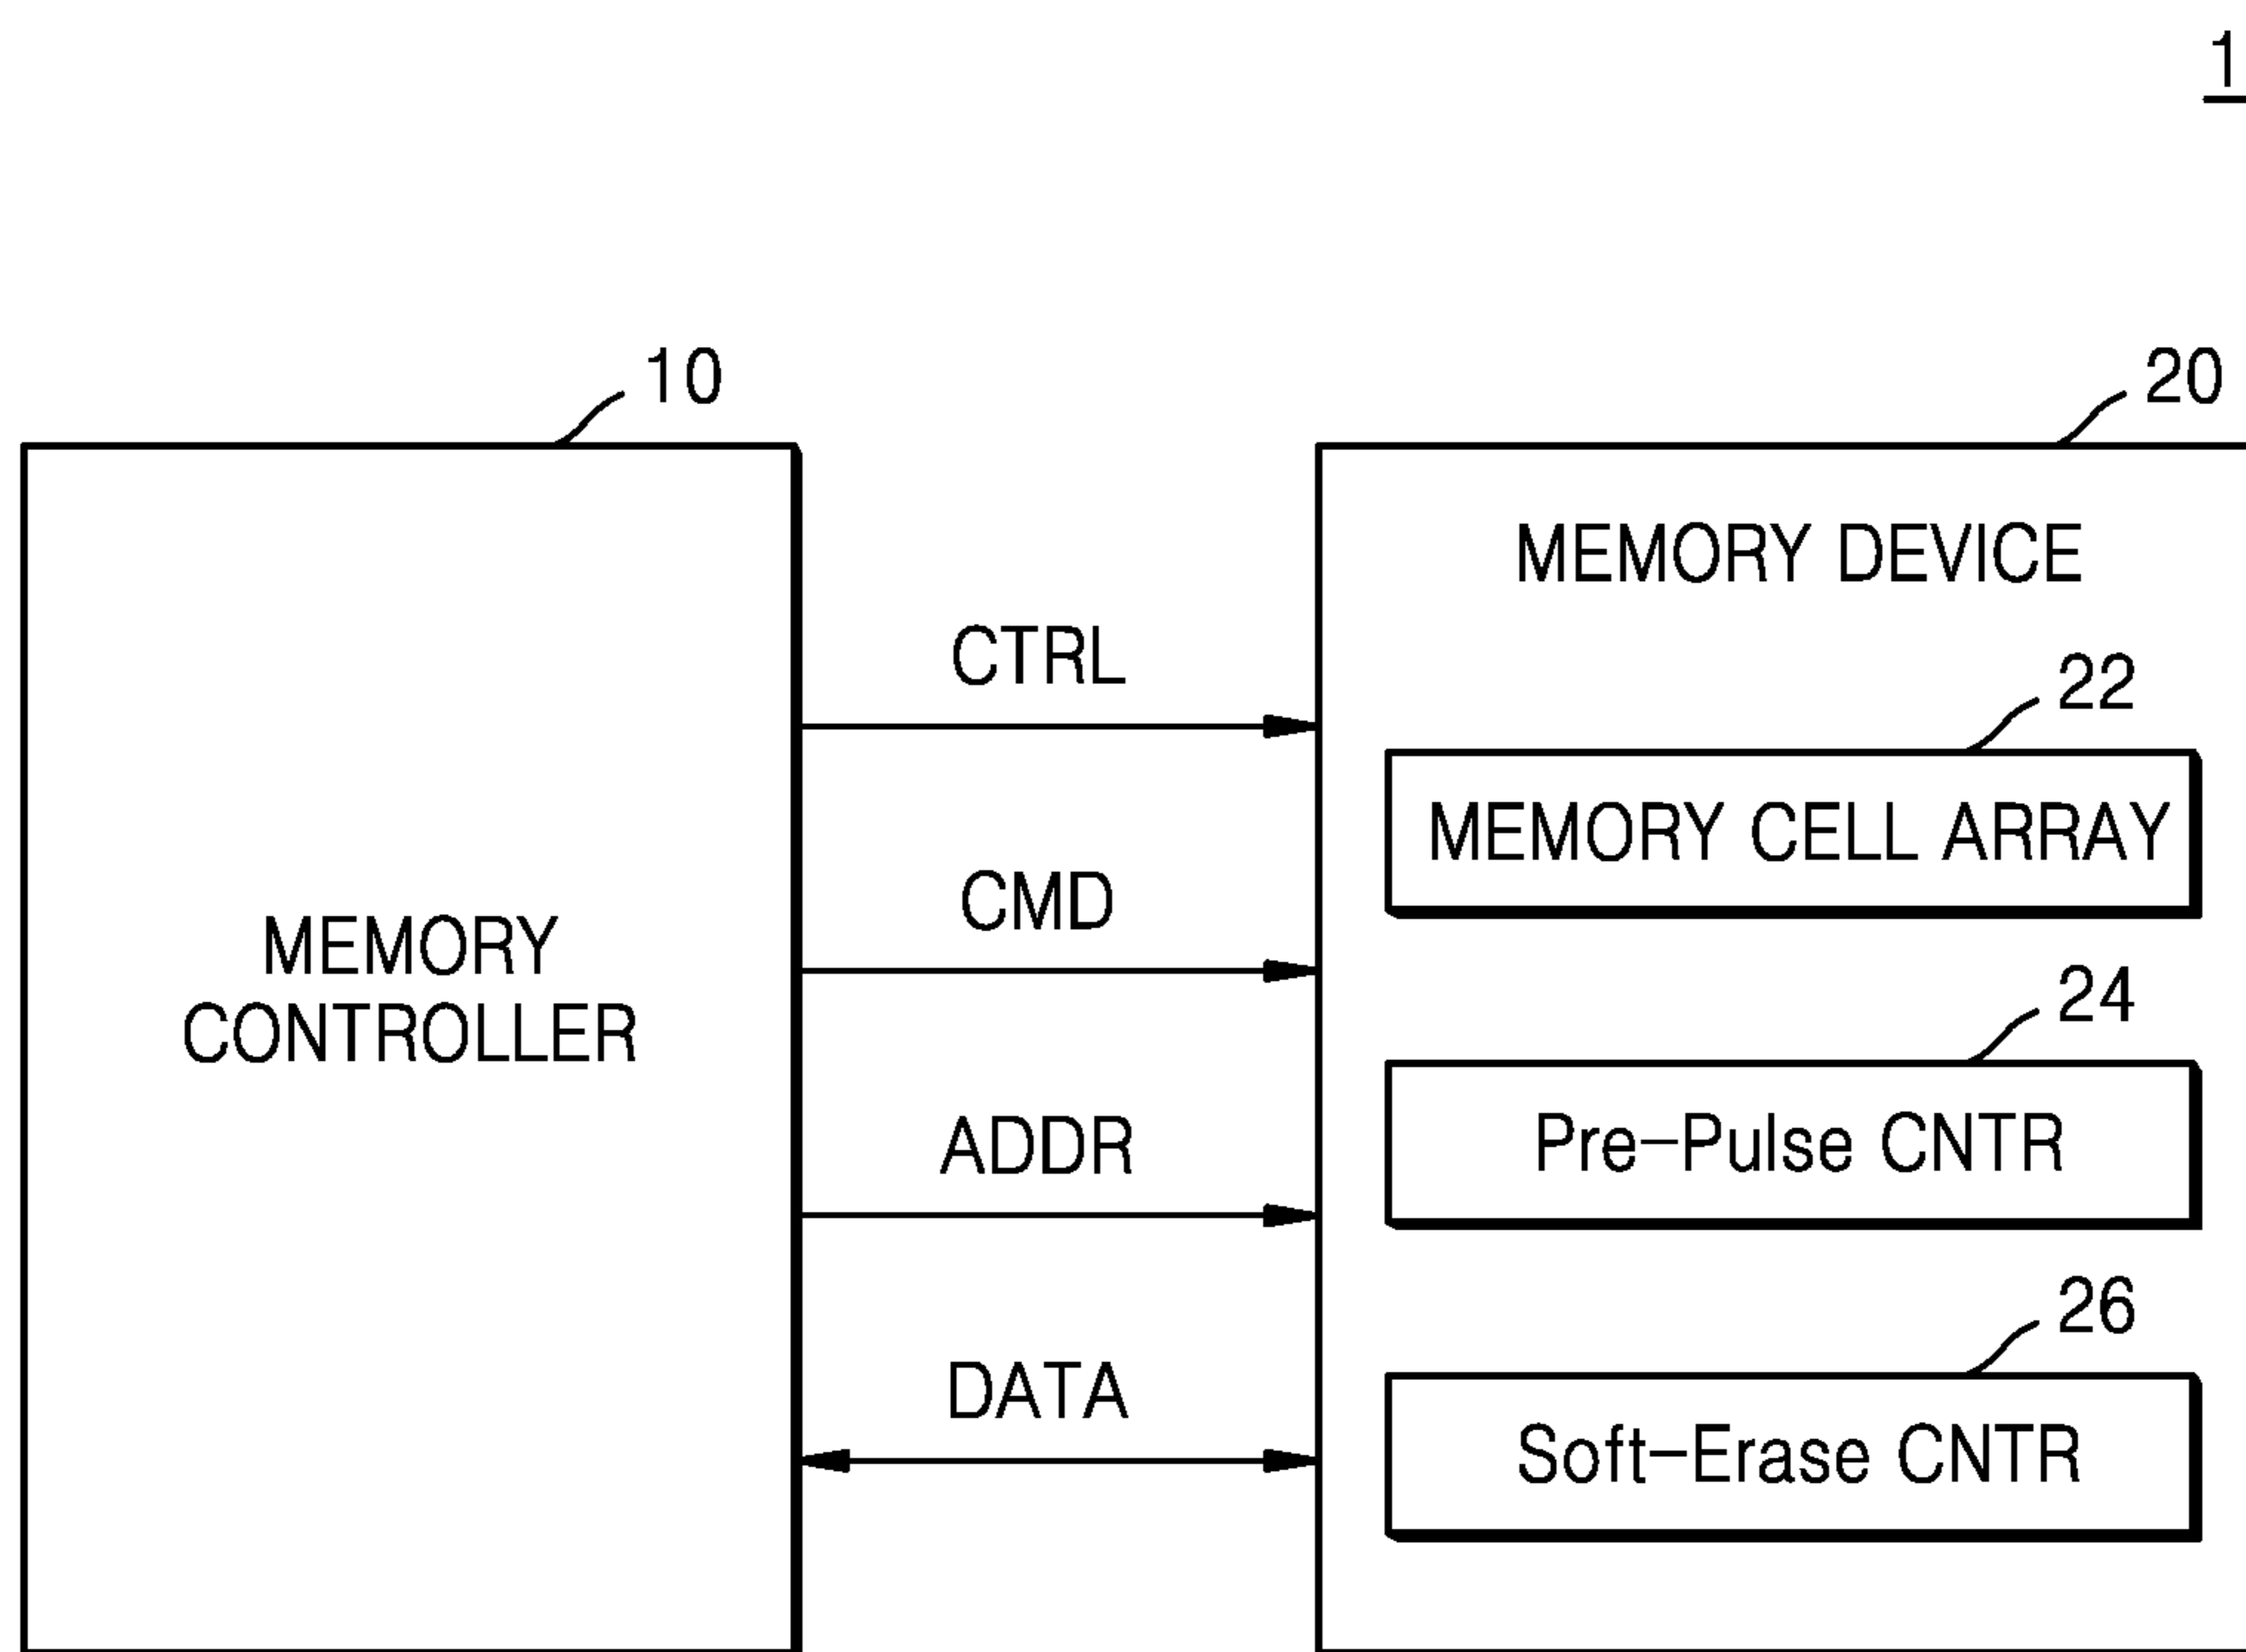 1
10
20
MEMORY DEVICE
CTRL
22
MEMORY CELL ARRAY
CMD
MEMORY
CONTROLLER
24
ADDR
Pre-Pulse CNTR
26
DATA
Soft-Erase CNTR